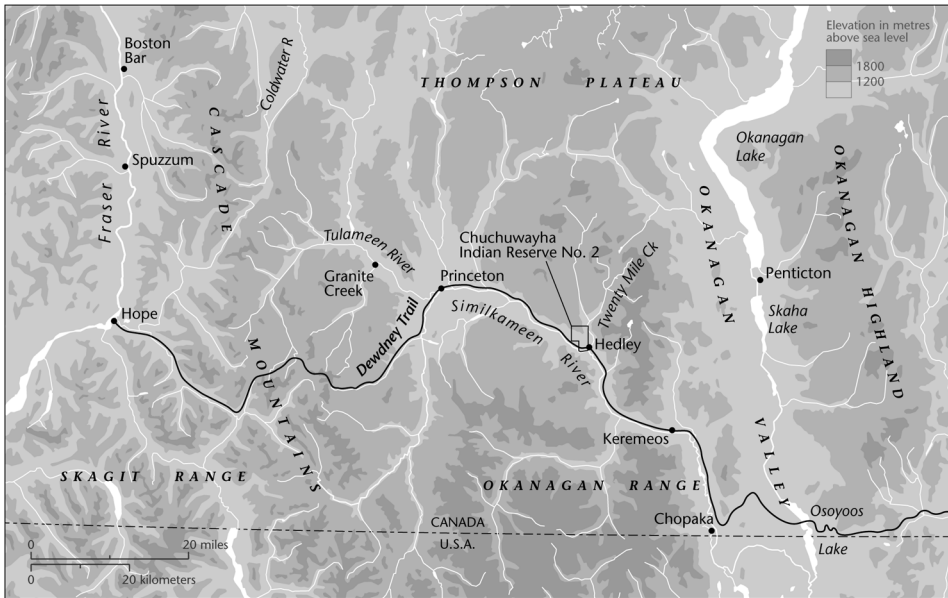 Boston
Bar
Coldwater R
THOMPSON PLATEAU
Elevation in metres
above sea level
1800
1200
Fraser River
CASCADE
Spuzzum
Okanagan
Lake
OKANAGAN
HIGHLAND
OKANAGAN
Tulameen River
Chuchuwayha
Indian Reserve No. 2
Twenty Mile Ck
Granite
Creek
Princeton
Penticton
Skaha
Lake
Hope
Dewdney Trail
Similkameen
River
Hedley
MOUNTAINS
VALLEY
Keremeos
SKAGIT RANGE
OKANAGAN RANGE
Chopaka
Osoyoos
Lake
CANADA
U.S.A.
0 20 miles
0 20 kilometers